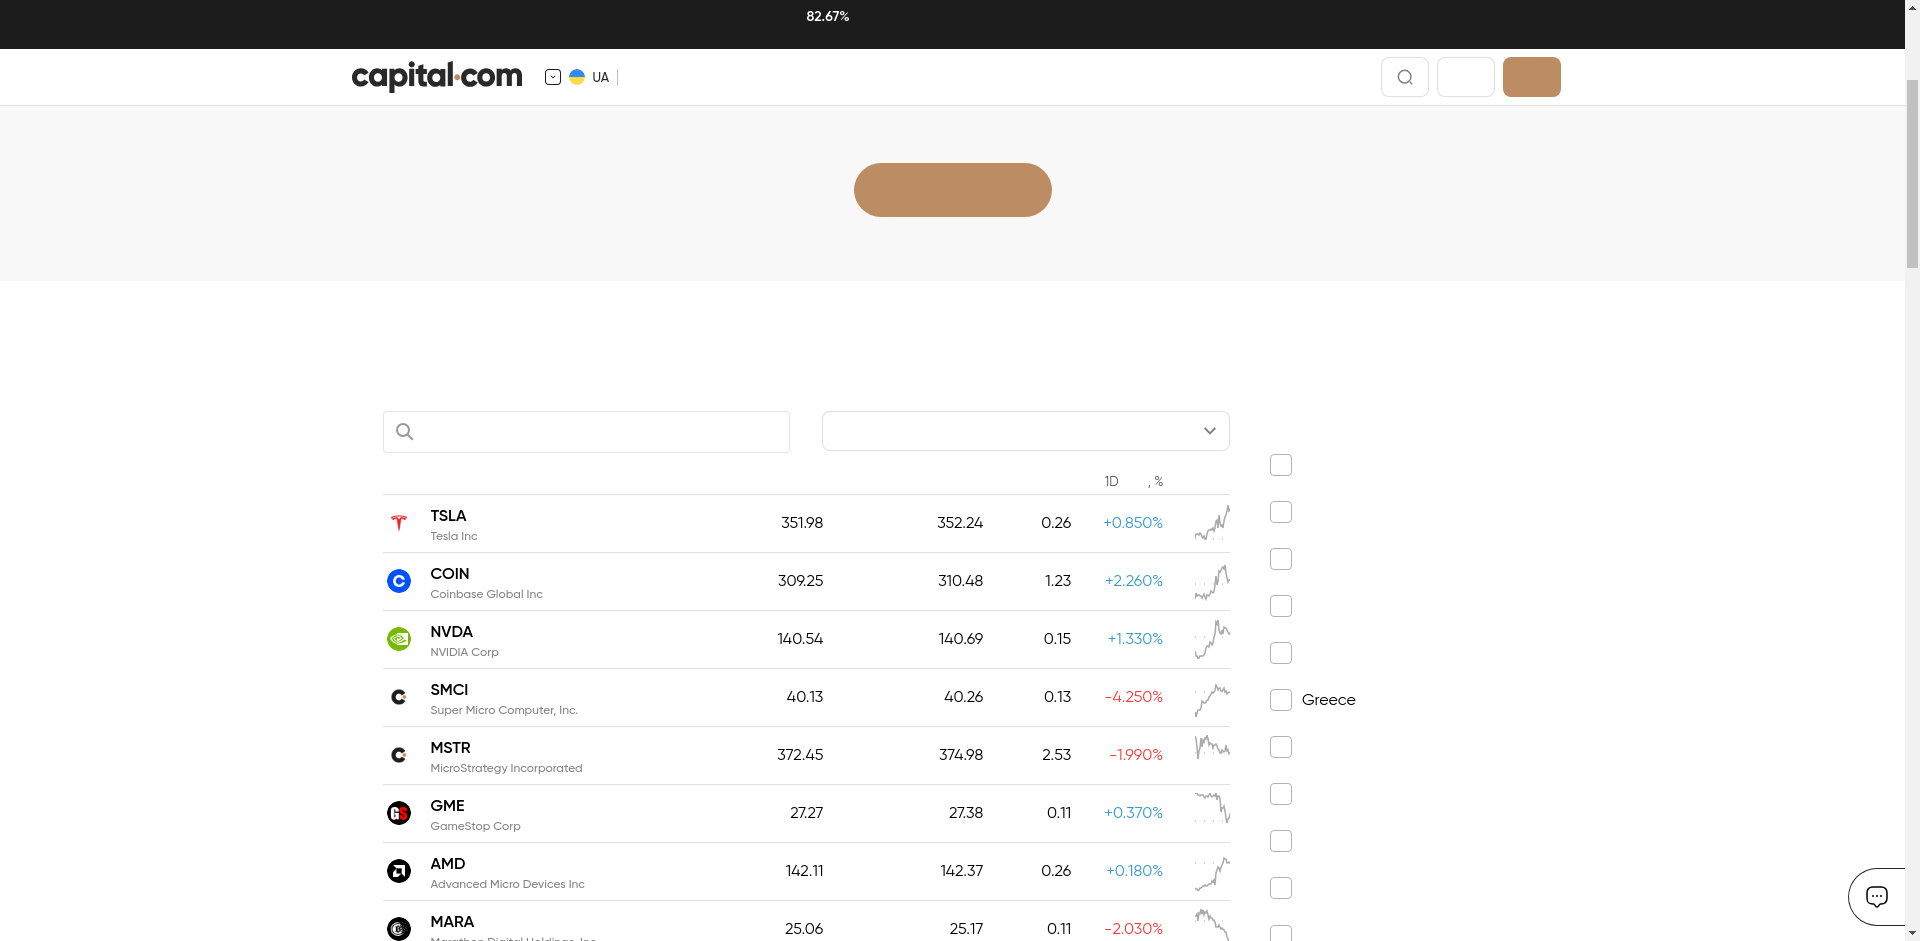 82.67%
capital.com UA
1D , %
TSLA 351.98 352.24 0.26 +0.850%
Tesla Inc
COIN 309.25 310.48 1.23 +2.260%
Coinbase Global Inc
NVDA 140.54 140.69 0.15 +1.330%
NVIDIA Corp
SMCI 40.13 40.26 0.13 -4.250%
Super Micro Computer, Inc.
Greece
MSTR 372.45 374.98 2.53 -1.990%
MicroStrategy Incorporated
GME 27.27 27.38 0.11 +0.370%
GameStop Corp
AMD 142.11 142.37 0.26 +0.180%
Advanced Micro Devices Inc
MARA 25.06 25.17 0.11 -2.030%
Marathon Digital Holdings, Inc.